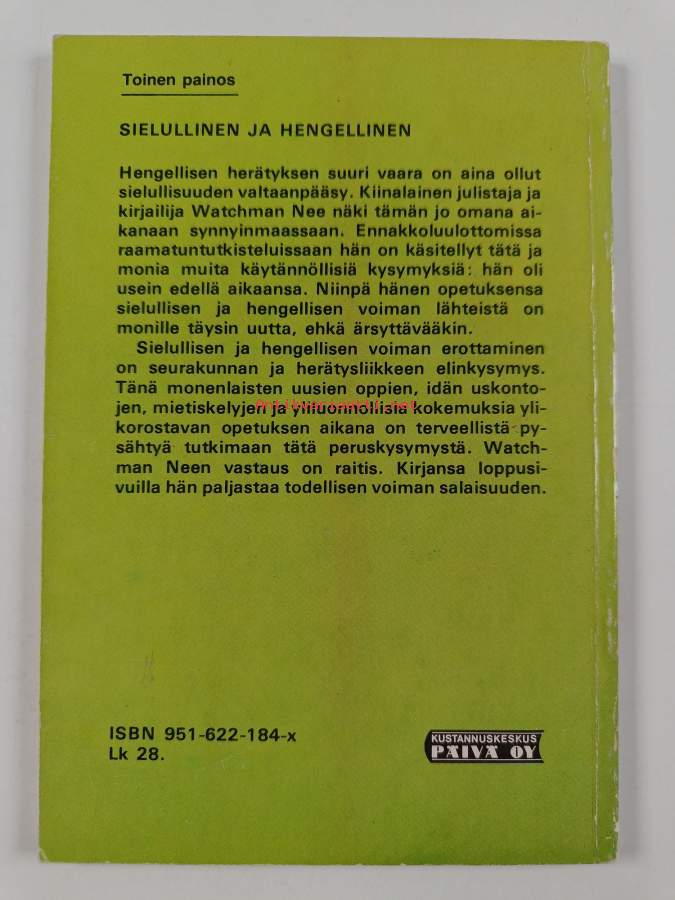 Toinen painos
SIELULLINEN JA HENGELLINEN
Hengellisen herätyksen suuri vaara on aina ollut
sielullisuuden valtaanpääsy. Kiinalainen julistaja ja
kirjailija Watchman Nee näki tämän jo omana ai-
kanaan synnyinmaassaan. Ennakkoluulottomissa
raamatuntutkisteluissaan hän on käsitellyt tätä ja
monia muita käytännöllisiä kysymyksiä: hän oli
usein edellä aikaansa. Niinpä hänen opetuksensa
sielullisen ja hengellisen voiman lähteistä on
monille täysin uutta, ehkä ärsyttävääkin.
Sielullisen ja hengellisen voiman erottaminen
on seurakunnan ja herätysliikkeen elinkysymys.
Tänä monenlaisten uusien oppien, idän uskonto-
jen, mietiskelyjen ja yliluonnollisia kokemuksia yli-
korostavan opetuksen aikana on terveellistä py-
sähtyä tutkimaan tätä peruskysymystä. Watch-
man Neen vastaus on raitis. Kirjansa loppusi-
vuilla hän paljastaa todellisen voiman salaisuuden.
ISBN 951-622-184-x
Lk 28.
KUSTANNUSKESKUS
PÄIVÄ OY